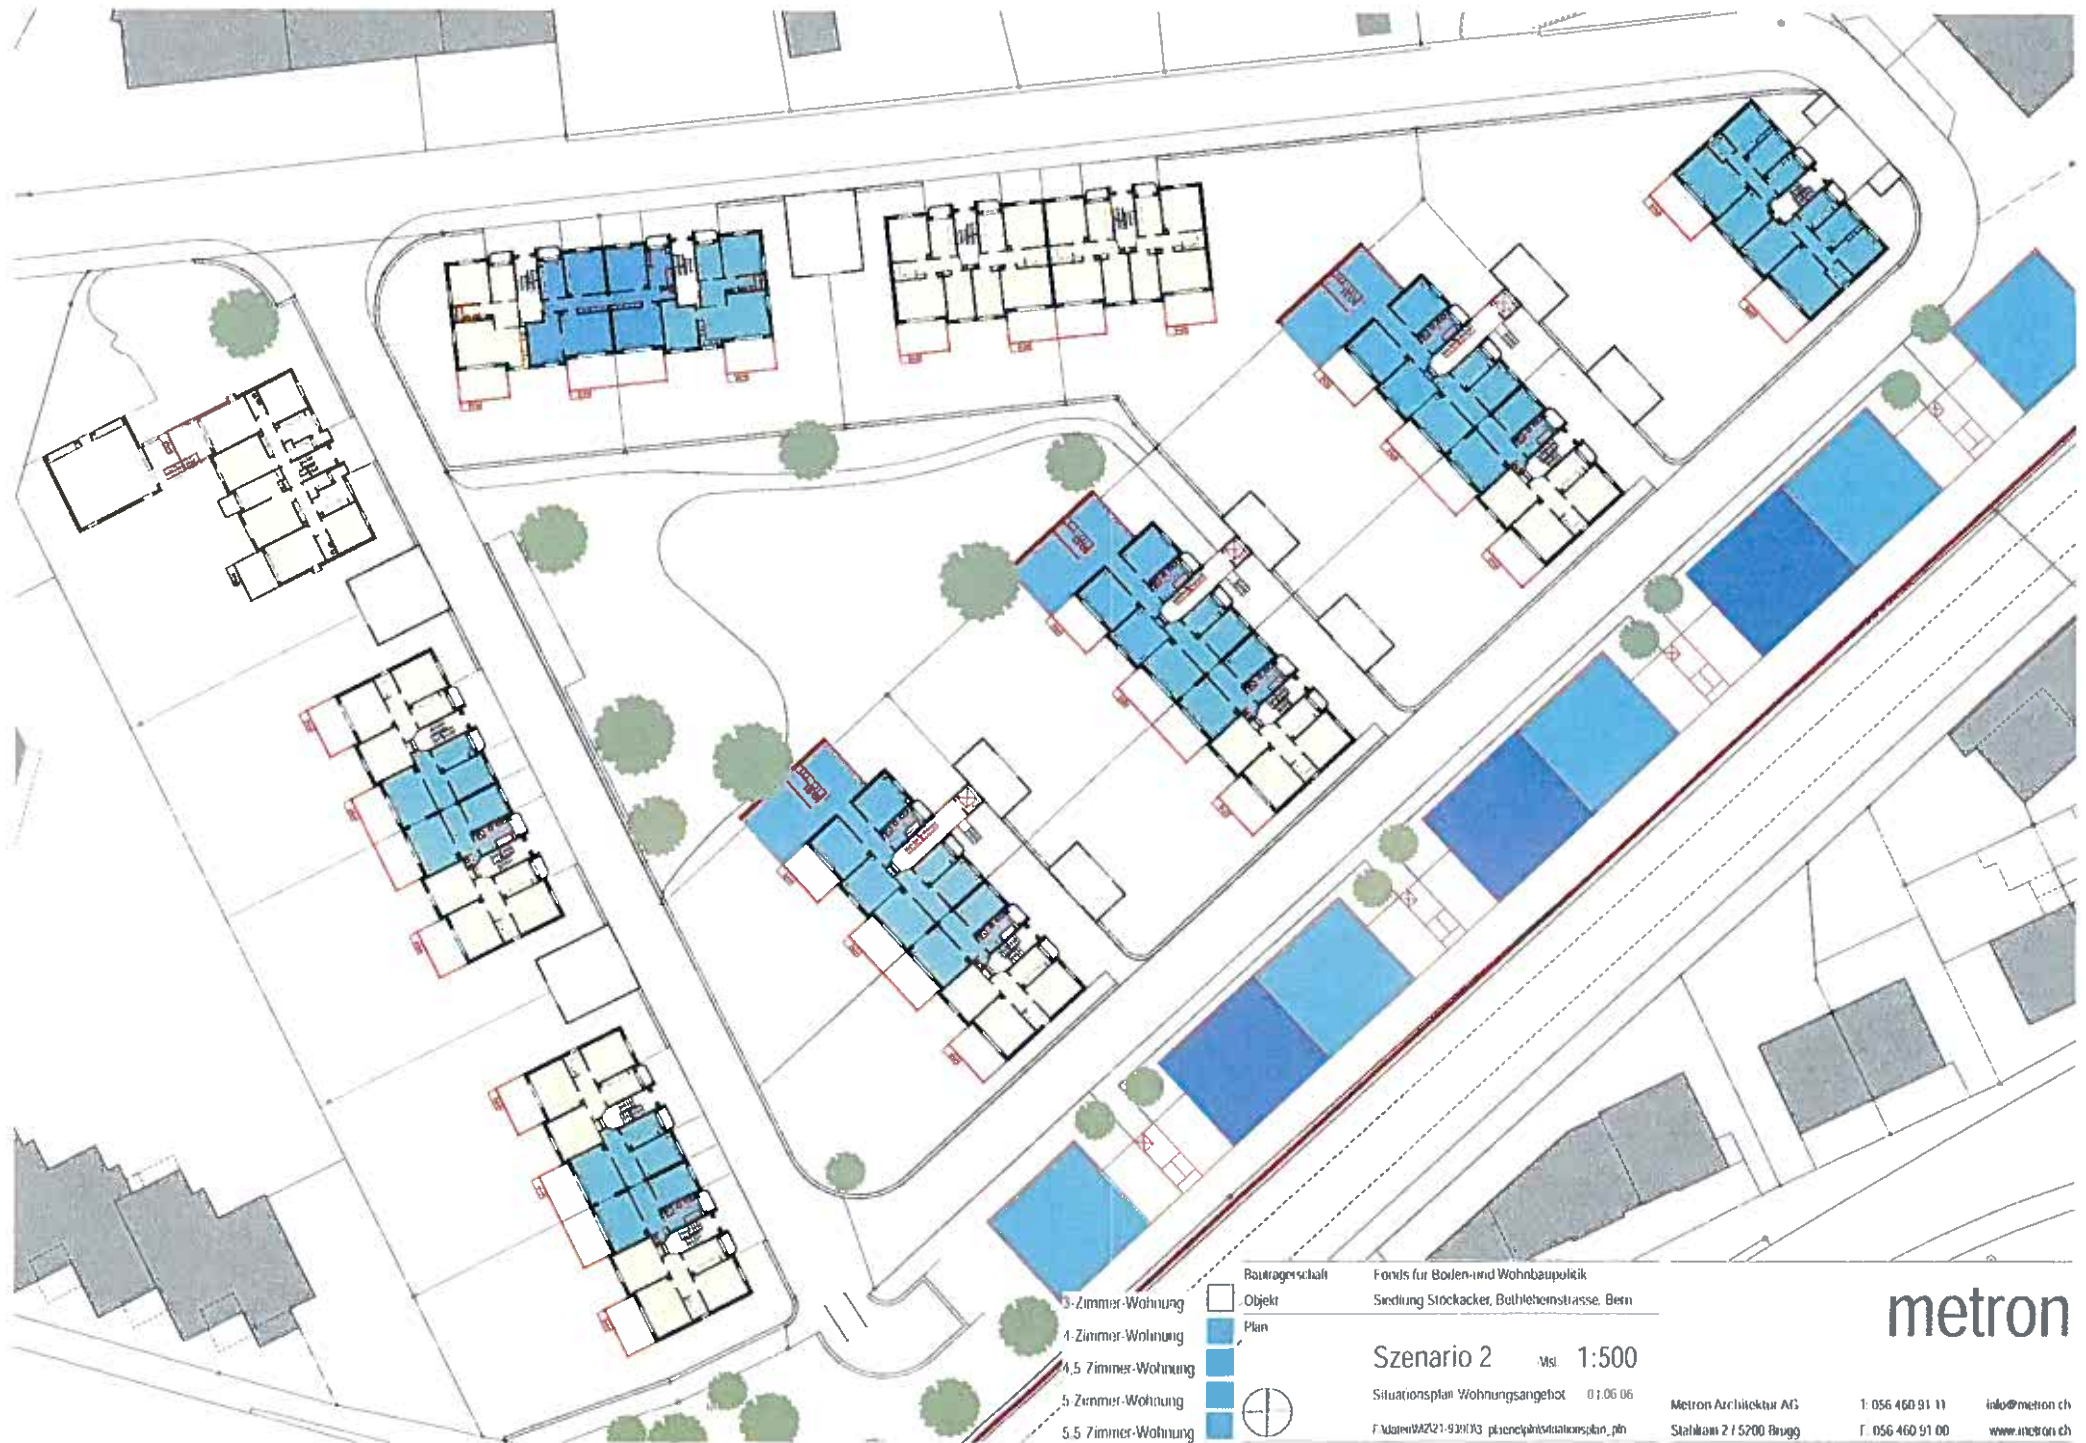 3-Zimmer-Wohnung
4-Zimmer-Wohnung
4,5 Zimmer-Wohnung
5-Zimmer-Wohnung
5.5 Zimmer-Wohnung
Bauträgerschaft Fonds für Boden-und Wohnbaupolitik
Objekt Siedlung Stöckacker, Bethlehemstrasse, Bern
Plan
Szenario 2 Mst. 1:500
Situationsplan Wohnungsangebot 01.06.06
metron
Metron Architektur AG T: 056 460 91 11 info@metron.ch
Stahlrain 2 / 5200 Brugg F: 056 460 91 00 www.metron.ch